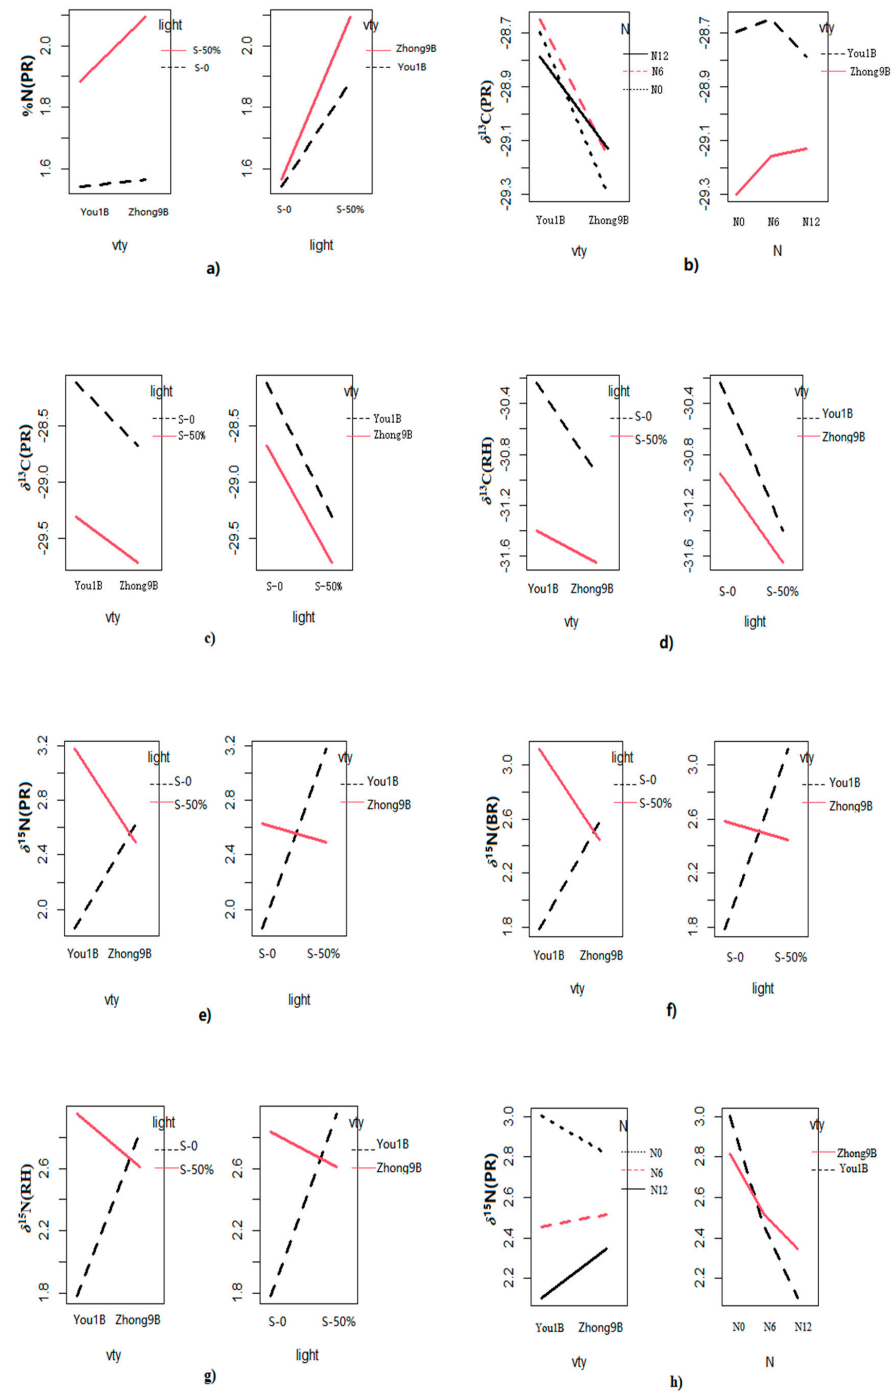 %N(PR)
2.0
1.8
1.6
You1B Zhong9B
vty
light
S-50%
S-0
2.0
1.8
1.6
S-0 S-50%
light
vty
Zhong9B
You1B
a)
δ¹³C(PR)
-28.7
-28.9
-29.1
-29.3
You1B Zhong9B
vty
N
N12
N6
N0
-28.7
-28.9
-29.1
-29.3
N0 N6 N12
N
vty
You1B
Zhong9B
b)
δ¹³C(PR)
-28.5
-29.0
-29.5
You1B Zhong9B
vty
light
S-0
S-50%
-28.5
-29.0
-29.5
S-0 S-50%
light
vty
You1B
Zhong9B
c)
δ¹³C(RH)
-30.4
-30.8
-31.2
-31.6
You1B Zhong9B
vty
light
S-0
S-50%
-30.4
-30.8
-31.2
-31.6
S-0 S-50%
light
vty
You1B
Zhong9B
d)
δ¹⁵N(PR)
3.2
2.8
2.4
2.0
You1B Zhong9B
vty
light
S-0
S-50%
3.2
2.8
2.4
2.0
S-0 S-50%
light
vty
You1B
Zhong9B
e)
δ¹⁵N(BR)
3.0
2.6
2.2
1.8
You1B Zhong9B
vty
light
S-0
S-50%
3.0
2.6
2.2
1.8
S-0 S-50%
light
vty
You1B
Zhong9B
f)
δ¹⁵N(RH)
2.6
2.2
1.8
You1B Zhong9B
vty
light
S-0
S-50%
2.6
2.2
1.8
S-0 S-50%
light
vty
You1B
Zhong9B
g)
δ¹⁵N(PR)
3.0
2.8
2.6
2.4
2.2
You1B Zhong9B
vty
N
N0
N6
N12
3.0
2.8
2.6
2.4
2.2
N0 N6 N12
N
vty
Zhong9B
You1B
h)